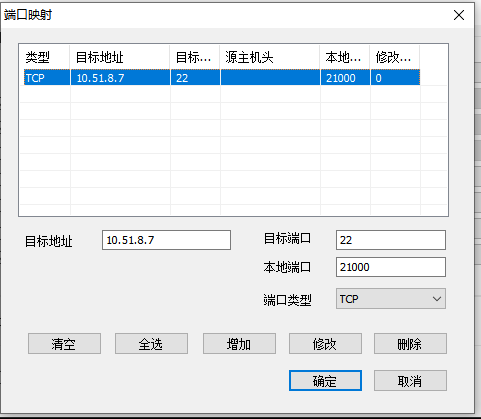 端口映射
类型 目标地址 目标... 源主机头 本地... 修改...
TCP 10.51.8.7 22 21000 0
目标地址 10.51.8.7 目标端口 22
本地端口 21000
端口类型 TCP
清空 全选 增加 修改 删除
确定 取消